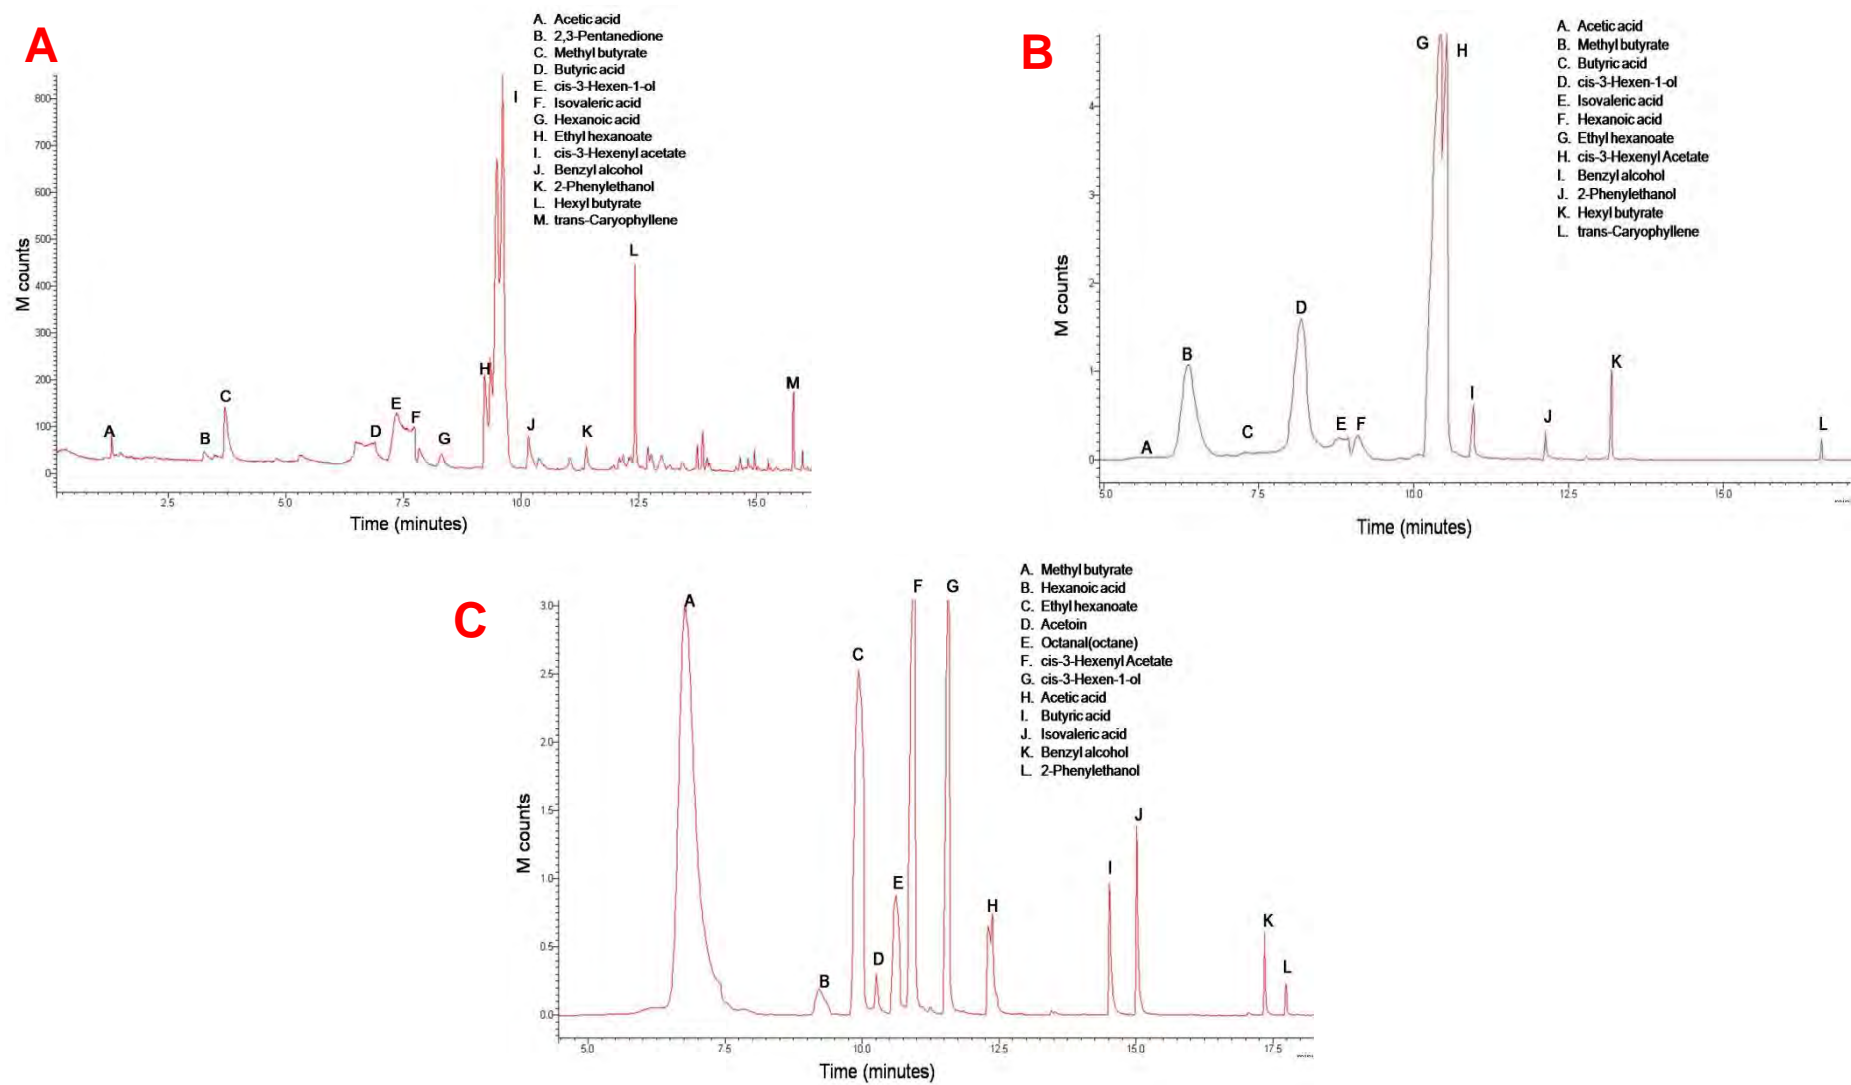 A
A. Acetic acid
B. 2,3-Pentanedione
C. Methyl butyrate
D. Butyric acid
E. cis-3-Hexen-1-ol
F. Isovaleric acid
G. Hexanoic acid
H. Ethyl hexanoate
I. cis-3-Hexenyl acetate
J. Benzyl alcohol
K. 2-Phenylethanol
L. Hexyl butyrate
M. trans-Caryophyllene
M counts
800
700
600
500
400
300
200
100
0
A
B
C
D
E
F
G
H
I
J
K
L
M
2.5
5.0
7.5
10.0
12.5
15.0
Time (minutes)
B
A. Acetic acid
B. Methyl butyrate
C. Butyric acid
D. cis-3-Hexen-1-ol
E. Isovaleric acid
F. Hexanoic acid
G. Ethyl hexanoate
H. cis-3-Hexenyl Acetate
I. Benzyl alcohol
J. 2-Phenylethanol
K. Hexyl butyrate
L. trans-Caryophyllene
M counts
4
3
2
1
0
A
B
C
D
E
F
G
H
I
J
K
L
5.0
7.5
10.0
12.5
15.0
Time (minutes)
C
A. Methyl butyrate
B. Hexanoic acid
C. Ethyl hexanoate
D. Acetoin
E. Octanal(octane)
F. cis-3-Hexenyl Acetate
G. cis-3-Hexen-1-ol
H. Acetic acid
I. Butyric acid
J. Isovaleric acid
K. Benzyl alcohol
L. 2-Phenylethanol
M counts
3.0
2.5
2.0
1.5
1.0
0.5
0.0
A
B
C
D
E
F
G
H
I
J
K
L
5.0
7.5
10.0
12.5
15.0
17.5
Time (minutes)